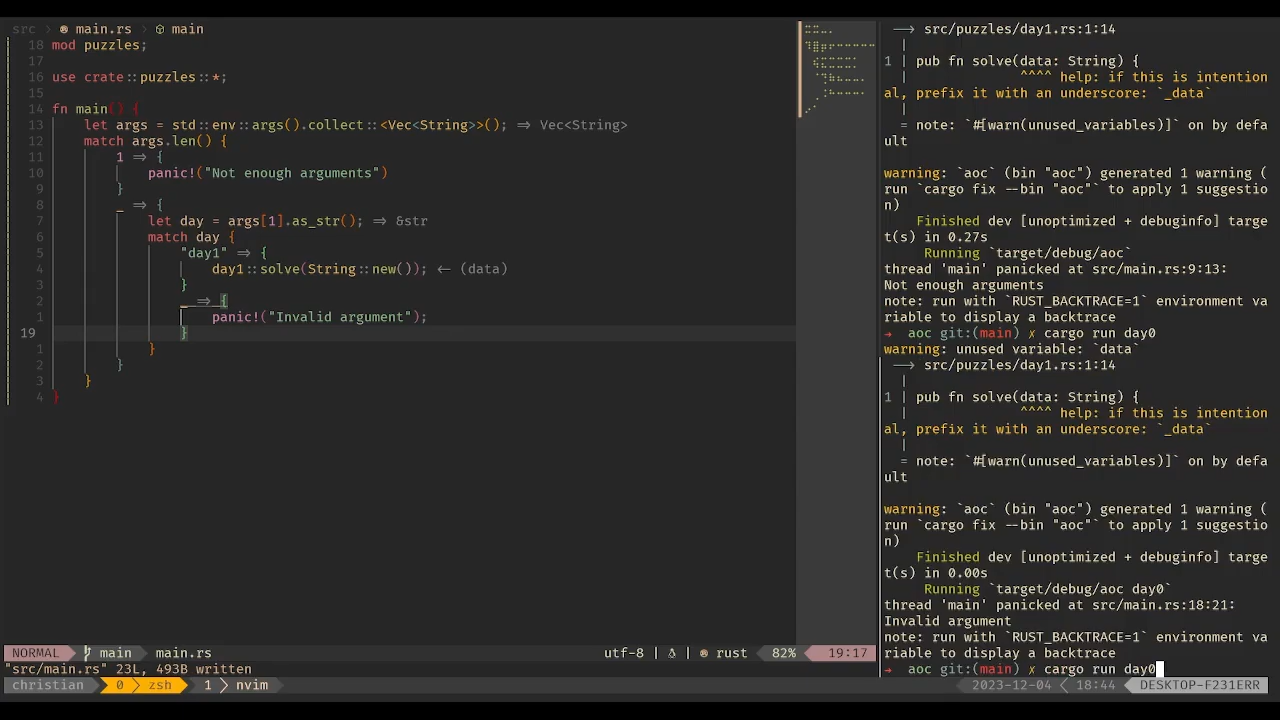 src > main.rs > main
18 mod puzzles;
17
16 use crate::puzzles::*;
15
14 fn main() {
13 let args = std::env::args().collect::<Vec<String>>(); => Vec<String>
12 match args.len() {
11 1 => {
10 panic!("Not enough arguments")
9 }
8 _ => {
7 let day = args[1].as_str(); => &str
6 match day {
5 "day1" => {
4 day1::solve(String::new()); <- (data)
3 }
2 _ => {
1 panic!("Invalid argument");
19 }
1 }
2 }
3 }
4 }
NORMAL main main.rs utf-8 | rust 82% 19:17
"src/main.rs" 23L, 493B written
christian 0 zsh 1 nvim 2023-12-04 18:44 DESKTOP-F231ERR
--> src/puzzles/day1.rs:1:14
|
1 | pub fn solve(data: String) {
| ^^^^ help: if this is intention
al, prefix it with an underscore: `_data`
|
= note: `#[warn(unused_variables)]` on by defa
ult
warning: `aoc` (bin "aoc") generated 1 warning (
run `cargo fix --bin "aoc"` to apply 1 suggestio
n)
Finished dev [unoptimized + debuginfo] targe
t(s) in 0.27s
Running `target/debug/aoc`
thread 'main' panicked at src/main.rs:9:13:
Not enough arguments
note: run with `RUST_BACKTRACE=1` environment va
riable to display a backtrace
→ aoc git:(main) ✗ cargo run day0
warning: unused variable: `data`
--> src/puzzles/day1.rs:1:14
|
1 | pub fn solve(data: String) {
| ^^^^ help: if this is intention
al, prefix it with an underscore: `_data`
|
= note: `#[warn(unused_variables)]` on by defa
ult
warning: `aoc` (bin "aoc") generated 1 warning (
run `cargo fix --bin "aoc"` to apply 1 suggestio
n)
Finished dev [unoptimized + debuginfo] targe
t(s) in 0.00s
Running `target/debug/aoc day0`
thread 'main' panicked at src/main.rs:18:21:
Invalid argument
note: run with `RUST_BACKTRACE=1` environment va
riable to display a backtrace
→ aoc git:(main) ✗ cargo run day0